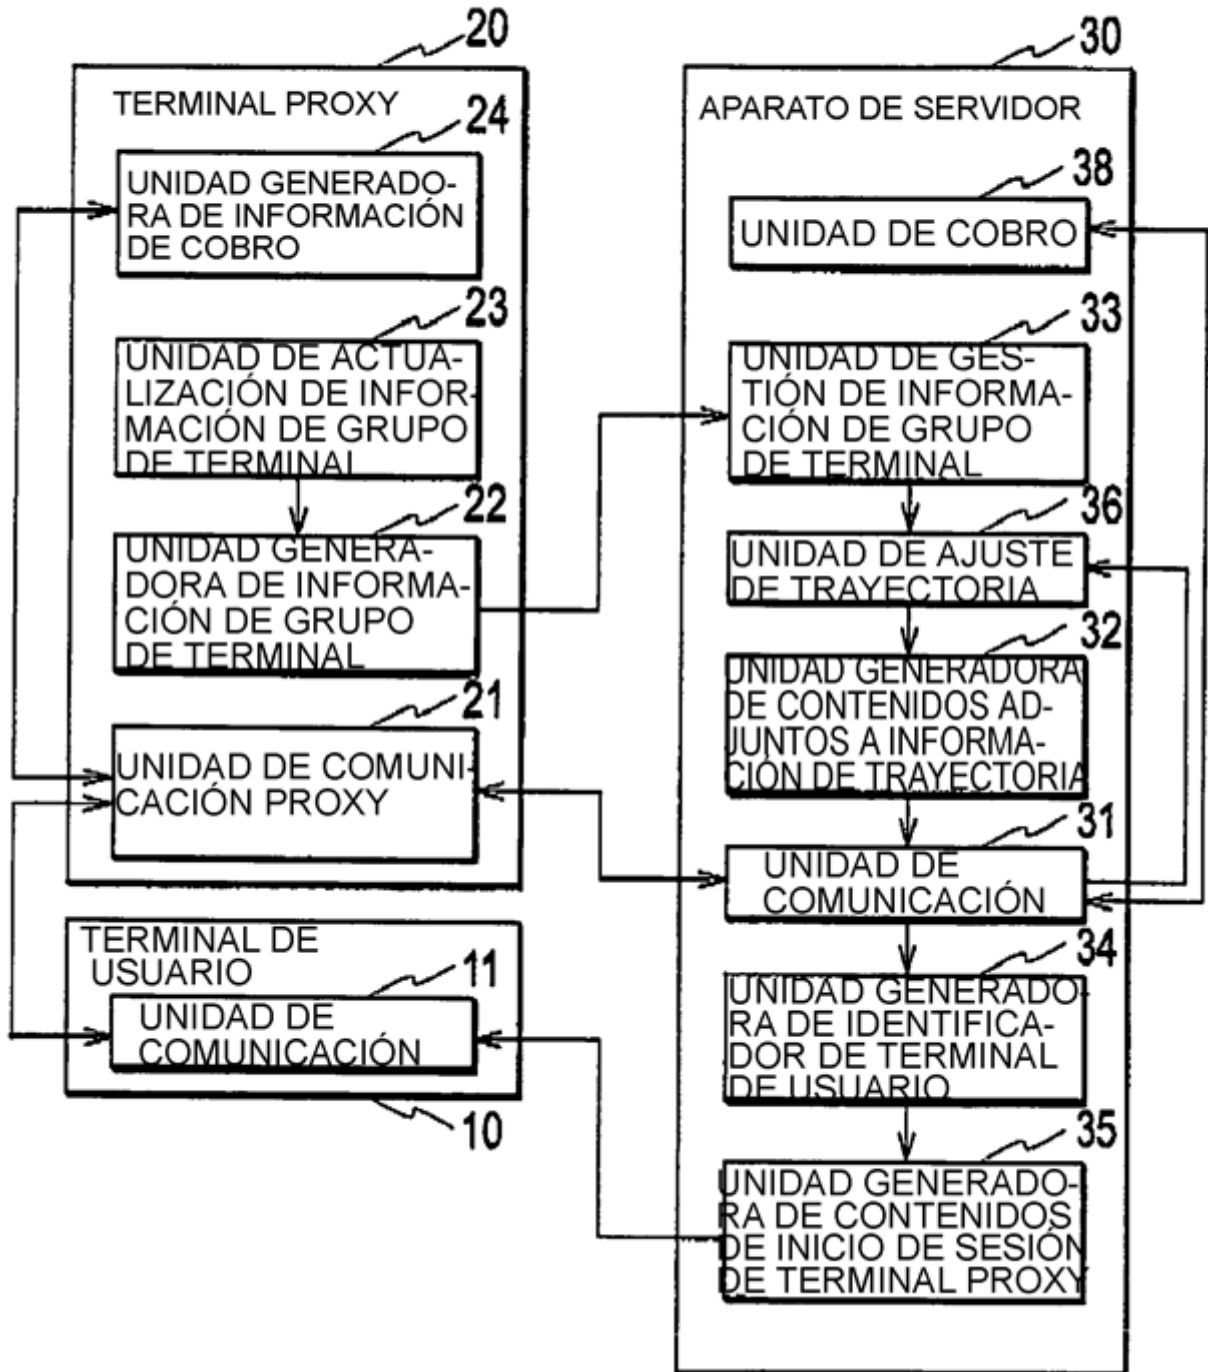 20
TERMINAL PROXY
24
UNIDAD GENERADO-
RA DE INFORMACIÓN
DE COBRO
23
UNIDAD DE ACTUA-
LIZACIÓN DE INFOR-
MACIÓN DE GRUPO
DE TERMINAL
22
UNIDAD GENERA-
DORA DE INFORMA-
CIÓN DE GRUPO
DE TERMINAL
21
UNIDAD DE COMUNI-
CACIÓN PROXY
TERMINAL DE
USUARIO
11
UNIDAD DE
COMUNICACIÓN
10
30
APARATO DE SERVIDOR
38
UNIDAD DE COBRO
33
UNIDAD DE GES-
TIÓN DE INFORMA-
CIÓN DE GRUPO
DE TERMINAL
36
UNIDAD DE AJUSTE
DE TRAYECTORIA
32
UNIDAD GENERADORA
DE CONTENIDOS AD-
JUNTOS A INFORMA-
CIÓN DE TRAYECTORIA
31
UNIDAD DE
COMUNICACIÓN
34
UNIDAD GENERADO-
RA DE IDENTIFICA-
DOR DE TERMINAL
DE USUARIO
35
UNIDAD GENERADO-
RA DE CONTENIDOS
DE INICIO DE SESIÓN
DE TERMINAL PROXY